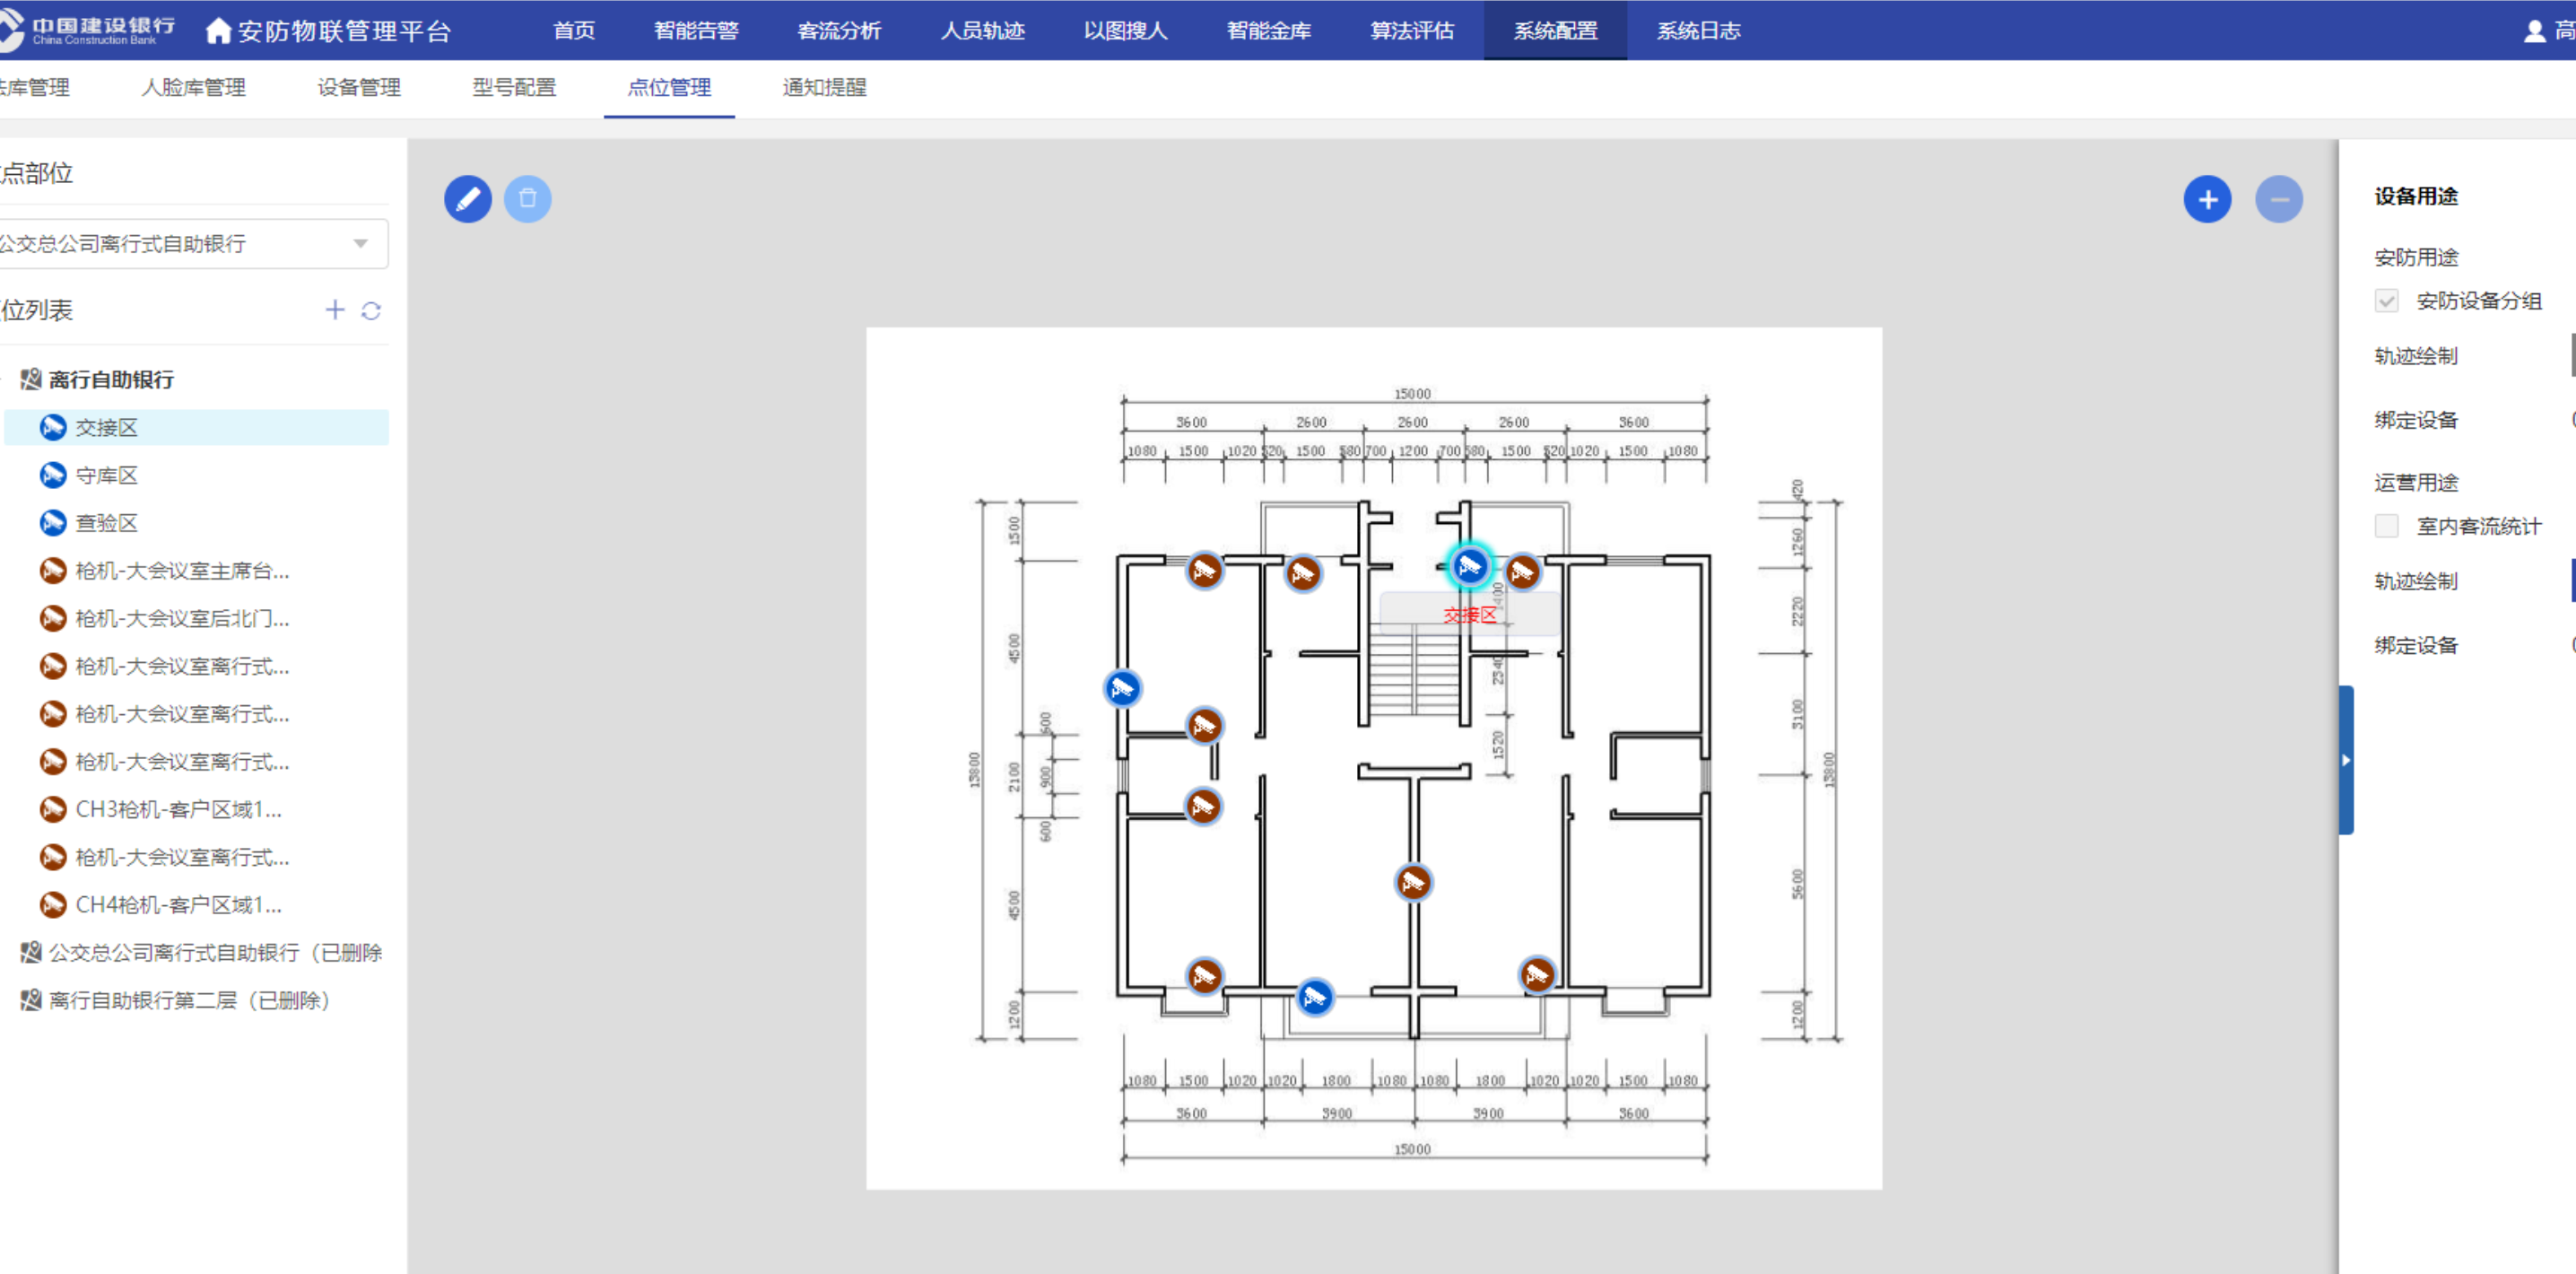 中国建设银行
China Construction Bank
安防物联管理平台
首页 智能告警 客流分析 人员轨迹 以图搜人 智能金库 算法评估 系统配置 系统日志
库管理 人脸库管理 设备管理 型号配置 点位管理 通知提醒
点部位
公交总公司离行式自助银行
位列表
离行自助银行
交接区
守库区
查验区
枪机-大会议室主席台...
枪机-大会议室后北门...
枪机-大会议室离行式...
枪机-大会议室离行式...
枪机-大会议室离行式...
CH3枪机-客户区域1...
枪机-大会议室离行式...
CH4枪机-客户区域1...
公交总公司离行式自助银行（已删除
离行自助银行第二层（已删除）
15000
3600 2600 2600 2600 3600
1080 1500 1020 520 1500 580 700 1200 700 580 1500 520 1020 1500 1080
13800
1500
4500
2100
4500
1200
600
900
600
交接区
2340
1520
420
1260
2220
3100
5600
1200
13800
1080 1500 1020 1020 1800 1080 1080 1800 1020 1020 1500 1080
3600 3900 3900 3600
15000
设备用途
安防用途
安防设备分组
轨迹绘制
绑定设备
运营用途
室内客流统计
轨迹绘制
绑定设备